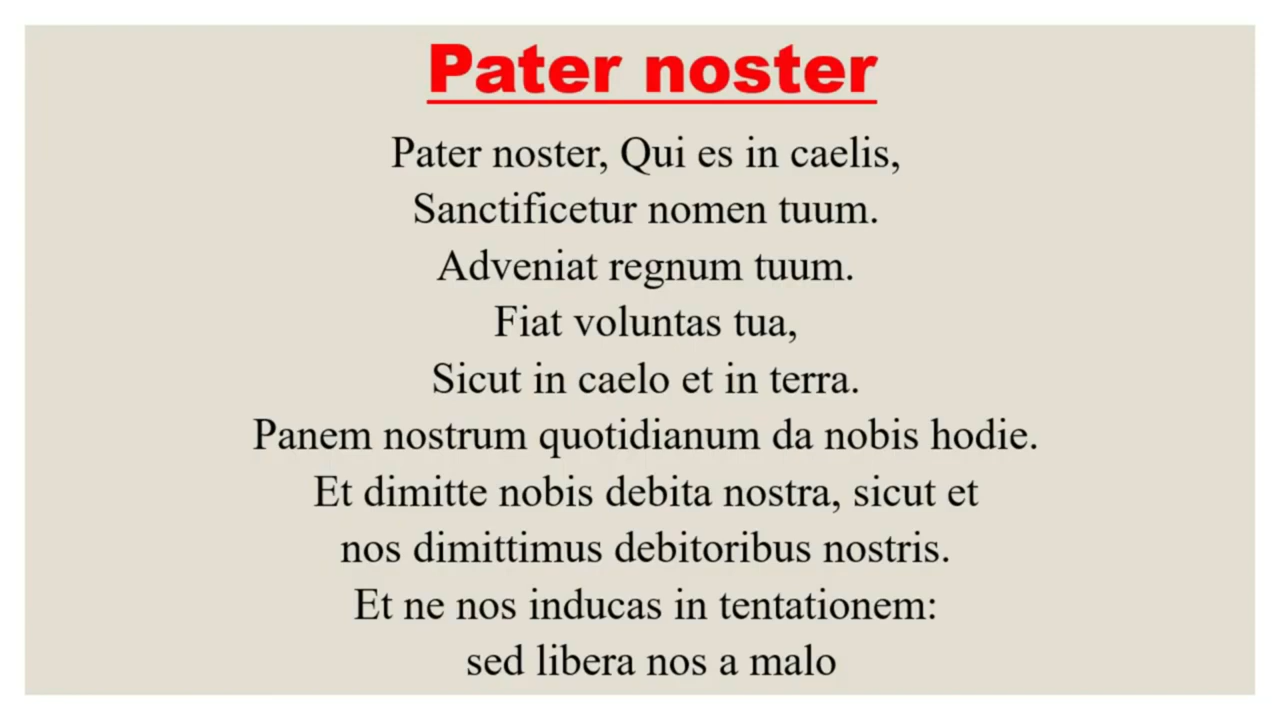 Pater noster
Pater noster, Qui es in caelis,
Sanctificetur nomen tuum.
Adveniat regnum tuum.
Fiat voluntas tua,
Sicut in caelo et in terra.
Panem nostrum quotidianum da nobis hodie.
Et dimitte nobis debita nostra, sicut et
nos dimittimus debitoribus nostris.
Et ne nos inducas in tentationem:
sed libera nos a malo